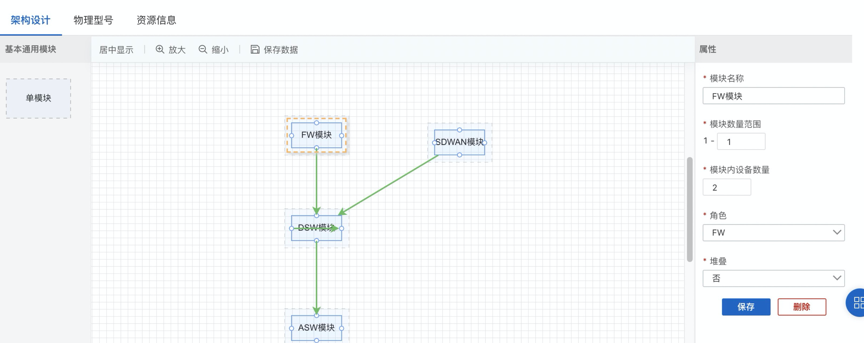 架构设计 物理型号 资源信息
基本通用模块 居中显示 放大 缩小 保存数据 属性
单模块
FW模块
SDWAN模块
DSW模块
ASW模块
* 模块名称
FW模块
* 模块数量范围
1 - 1
* 模块内设备数量
2
* 角色
FW
* 堆叠
否
保存 删除